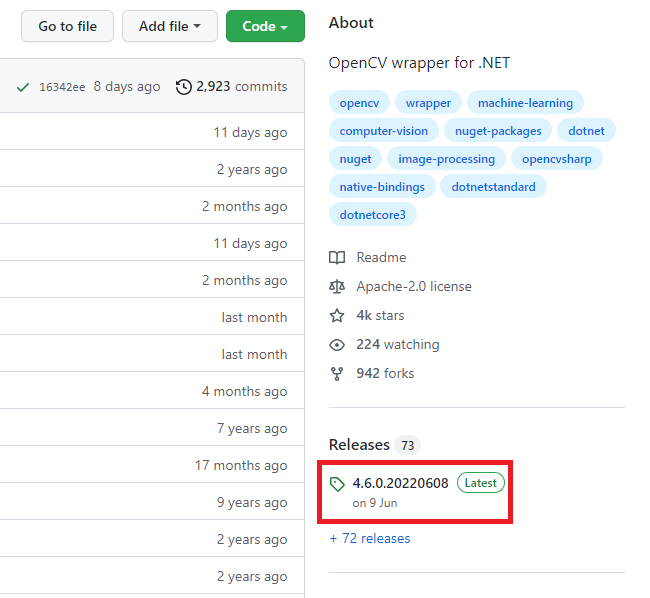 Go to file Add file Code
16342ee 8 days ago 2,923 commits
11 days ago
2 years ago
2 months ago
11 days ago
2 months ago
last month
last month
4 months ago
7 years ago
17 months ago
9 years ago
2 years ago
2 years ago
About
OpenCV wrapper for .NET
opencv wrapper machine-learning
computer-vision nuget-packages dotnet
nuget image-processing opencvsharp
native-bindings dotnetstandard
dotnetcore3
Readme
Apache-2.0 license
4k stars
224 watching
942 forks
Releases 73
4.6.0.20220608 Latest
on 9 Jun
+ 72 releases